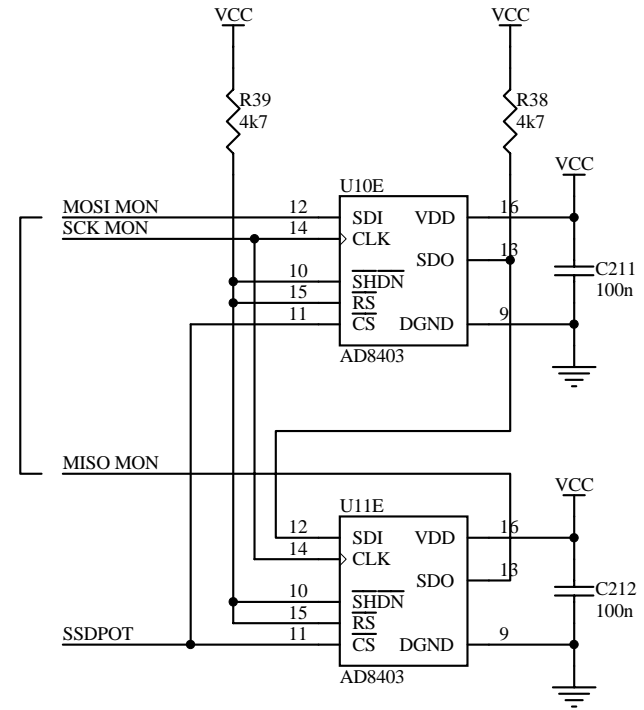 VCC
VCC
R39
4k7
R38
4k7
VCC
U10E
MOSI MON
12
SDI
VDD
16
SCK MON
14
CLK
SDO
13
C211
100n
10
SHDN
15
RS
11
CS
DGND
9
AD8403
MISO MON
VCC
U11E
12
SDI
VDD
16
14
CLK
SDO
13
C212
100n
10
SHDN
15
RS
SSDPOT
11
CS
DGND
9
AD8403